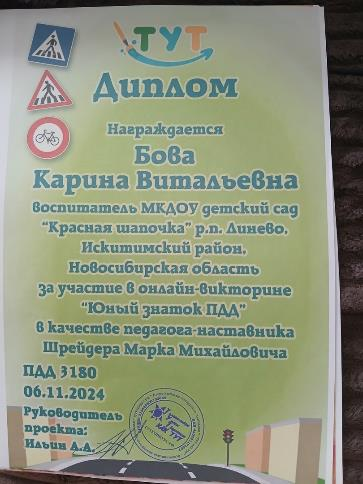 ТУТ
Диплом
Награждается
Бова
Карина Витальевна
воспитатель МКДОУ детский сад
"Красная шапочка" р.п. Линево,
Искитимский район,
Новосибирская область
за участие в онлайн-викторине
"Юный знаток ПДД"
в качестве педагога-наставника
Шрейдера Марка Михайловича
ПДД 3180
06.11.2024
Руководитель
проекта:
Ильин Д.А.